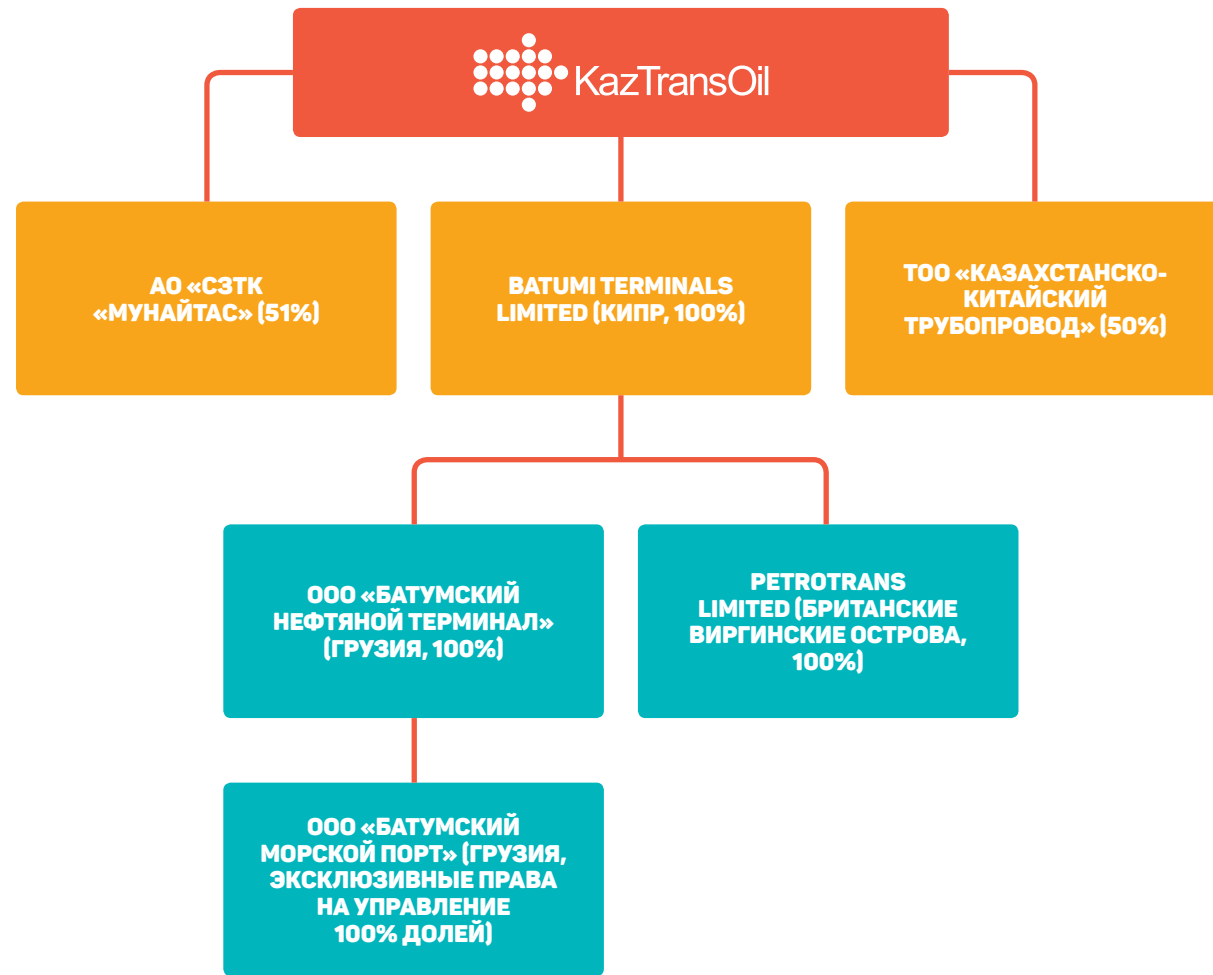 KazTransOil
АО «СЗТК
«МУНАЙТАС» (51%)
BATUMI TERMINALS
LIMITED (КИПР, 100%)
ТОО «КАЗАХСТАНСКО-
КИТАЙСКИЙ
ТРУБОПРОВОД» (50%)
ООО «БАТУМСКИЙ
НЕФТЯНОЙ ТЕРМИНАЛ»
(ГРУЗИЯ, 100%)
PETROTRANS
LIMITED (БРИТАНСКИЕ
ВИРГИНСКИЕ ОСТРОВА,
100%)
ООО «БАТУМСКИЙ
МОРСКОЙ ПОРТ» (ГРУЗИЯ,
ЭКСКЛЮЗИВНЫЕ ПРАВА
НА УПРАВЛЕНИЕ
100% ДОЛЕЙ)